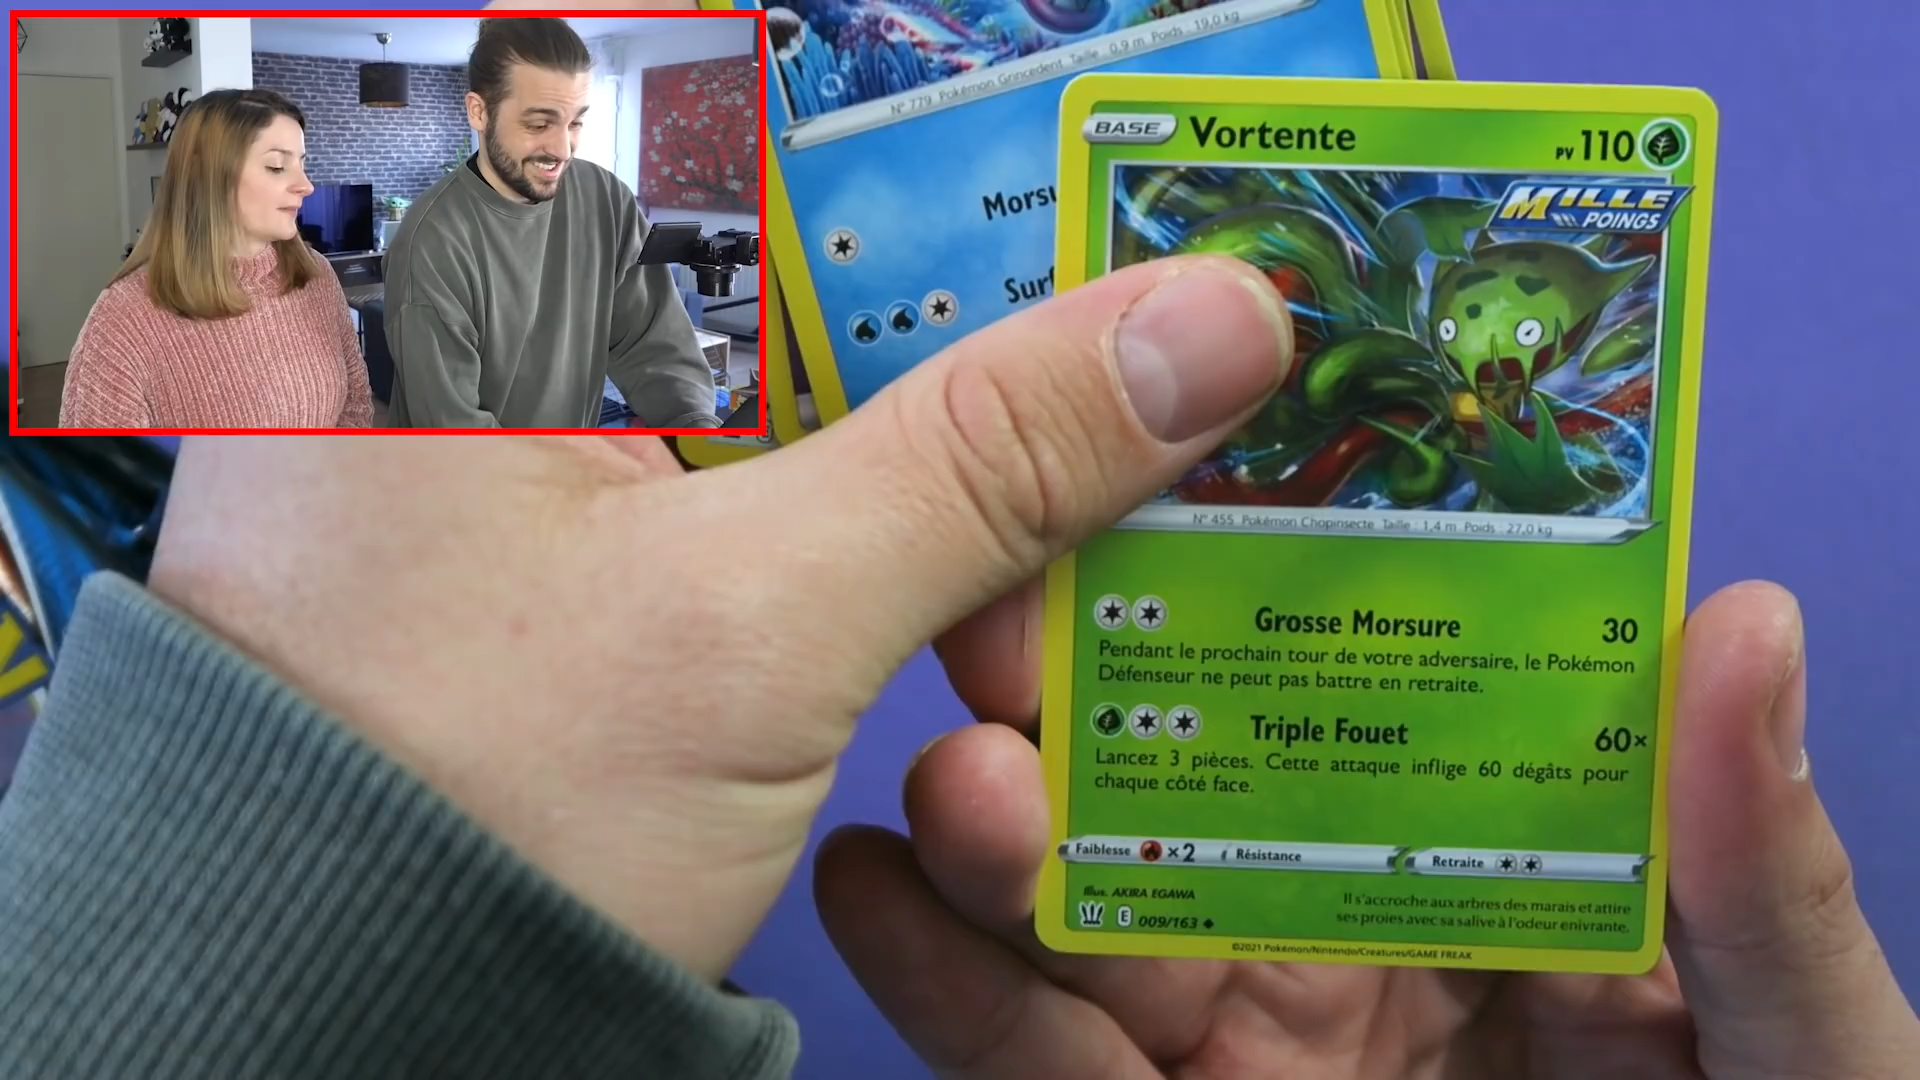 N° 779 Pokémon Grincedent Taille : 0,9 m Poids : 19,0 kg
Surf
BASE Vortente PV 110
MILLE
POINGS
N° 455 Pokémon Chopinsecte Taille : 1,4 m Poids : 27,0 kg
Grosse Morsure 30
Pendant le prochain tour de votre adversaire, le Pokémon
Défenseur ne peut pas battre en retraite.
Triple Fouet 60×
Lancez 3 pièces. Cette attaque inflige 60 dégâts pour
chaque côté face.
Faiblesse ×2 Résistance Retraite
Illus. AKIRA EGAWA
E 009/163
Il s'accroche aux arbres des marais et attire
ses proies avec sa salive à l'odeur enivrante.
©2021 Pokémon/Nintendo/Creatures/GAME FREAK